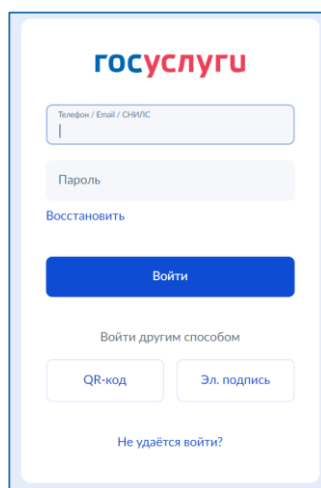 госуслуги
Телефон / Email / СНИЛС
Пароль
Восстановить
Войти
Войти другим способом
QR-код
Эл. подпись
Не удаётся войти?